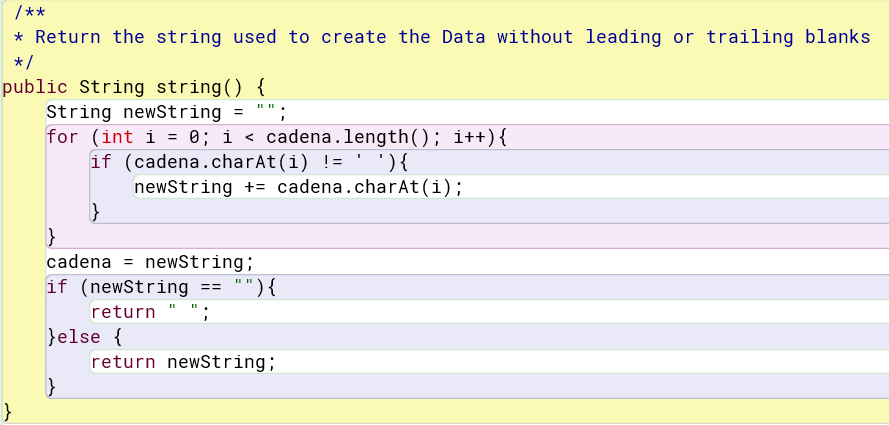 /**
 * Return the string used to create the Data without leading or trailing blanks
 */
public String string() {
    String newString = "";
    for (int i = 0; i < cadena.length(); i++){
        if (cadena.charAt(i) != ' '){
            newString += cadena.charAt(i);
        }
    }
    cadena = newString;
    if (newString == ""){
        return " ";
    }else {
        return newString;
    }
}